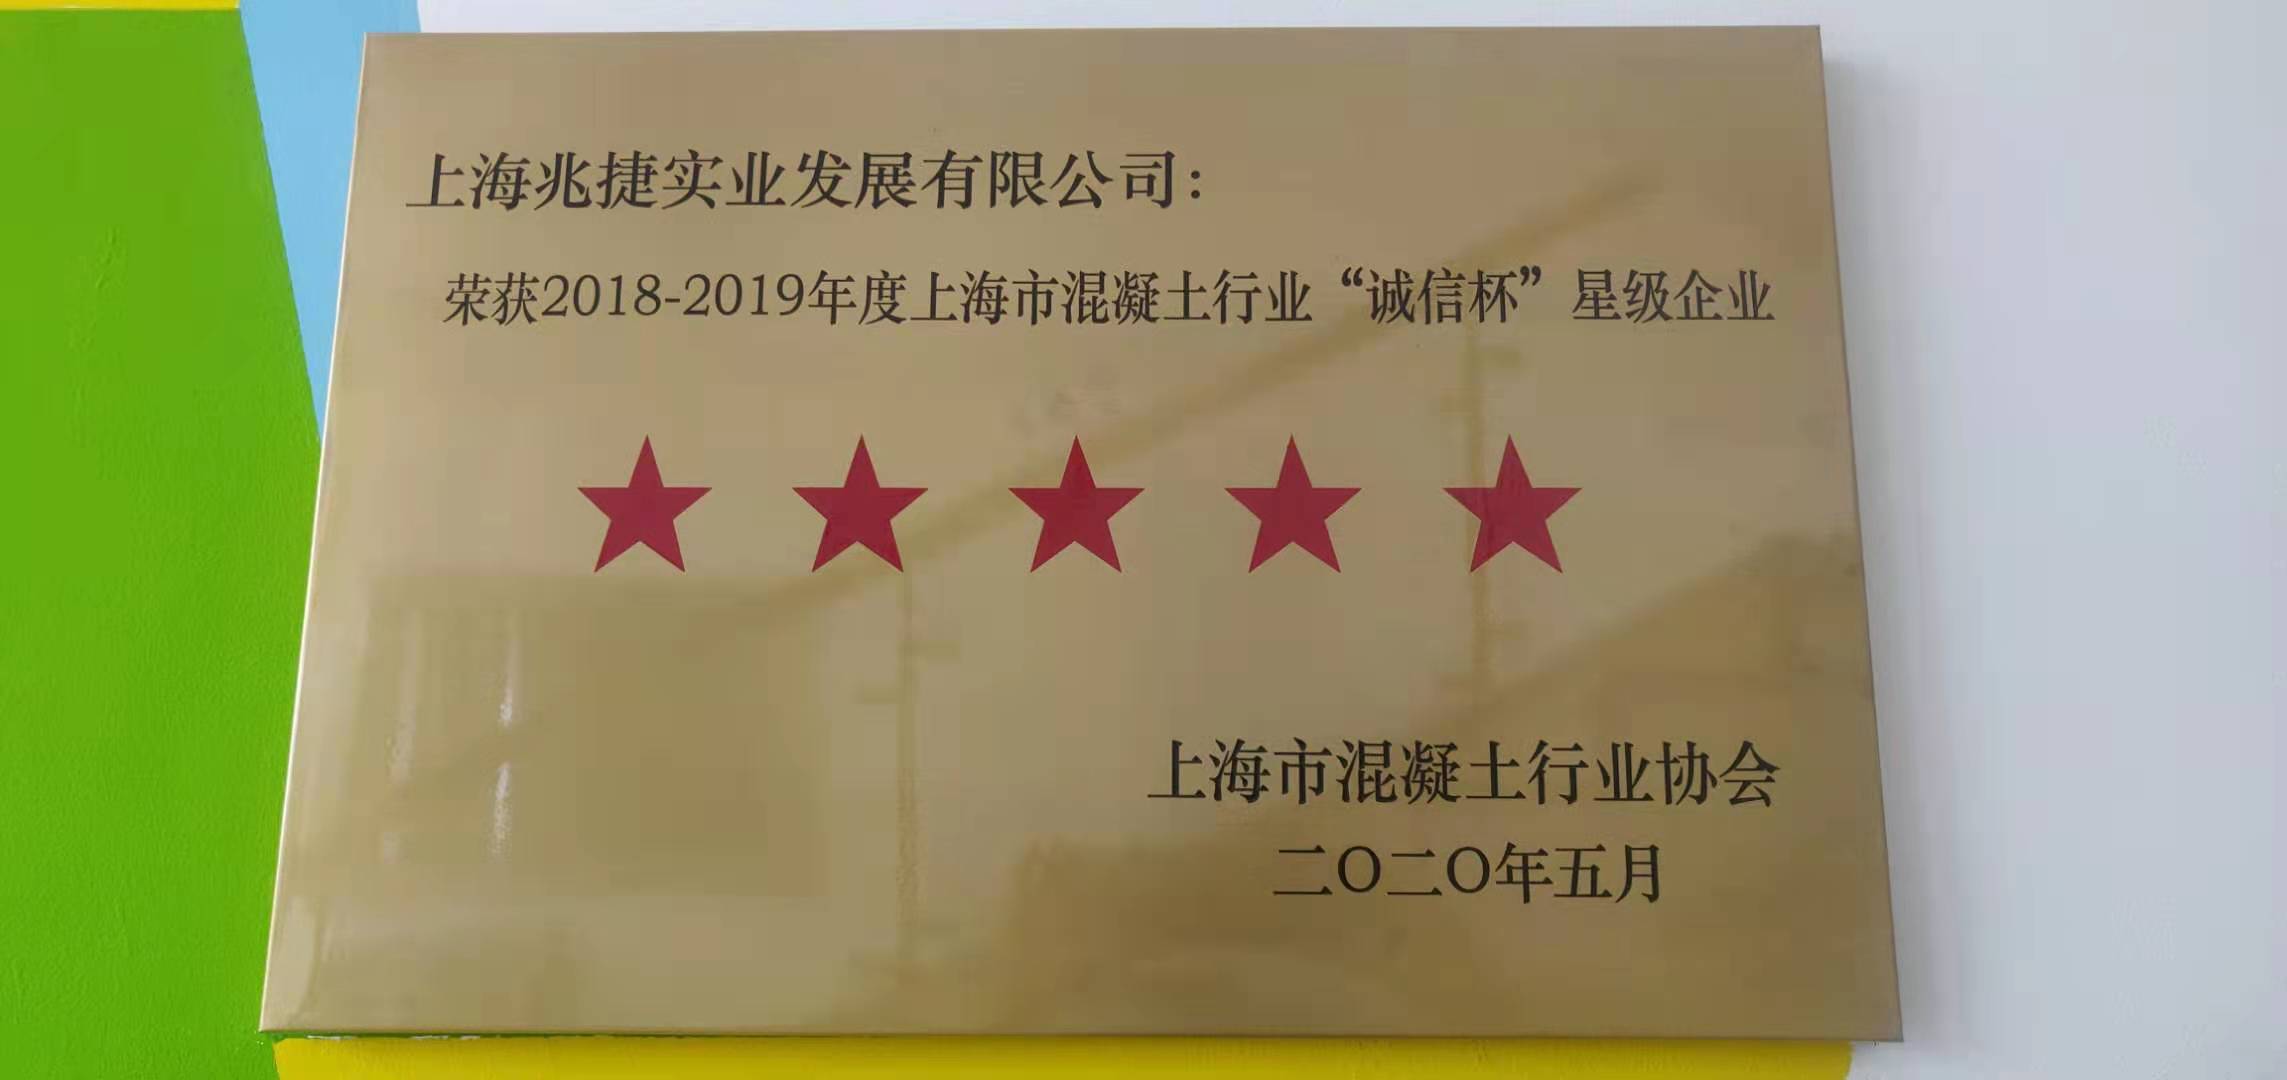 上海兆捷实业发展有限公司：
荣获2018-2019年度上海市混凝土行业“诚信杯”星级企业
上海市混凝土行业协会
二〇二〇年五月